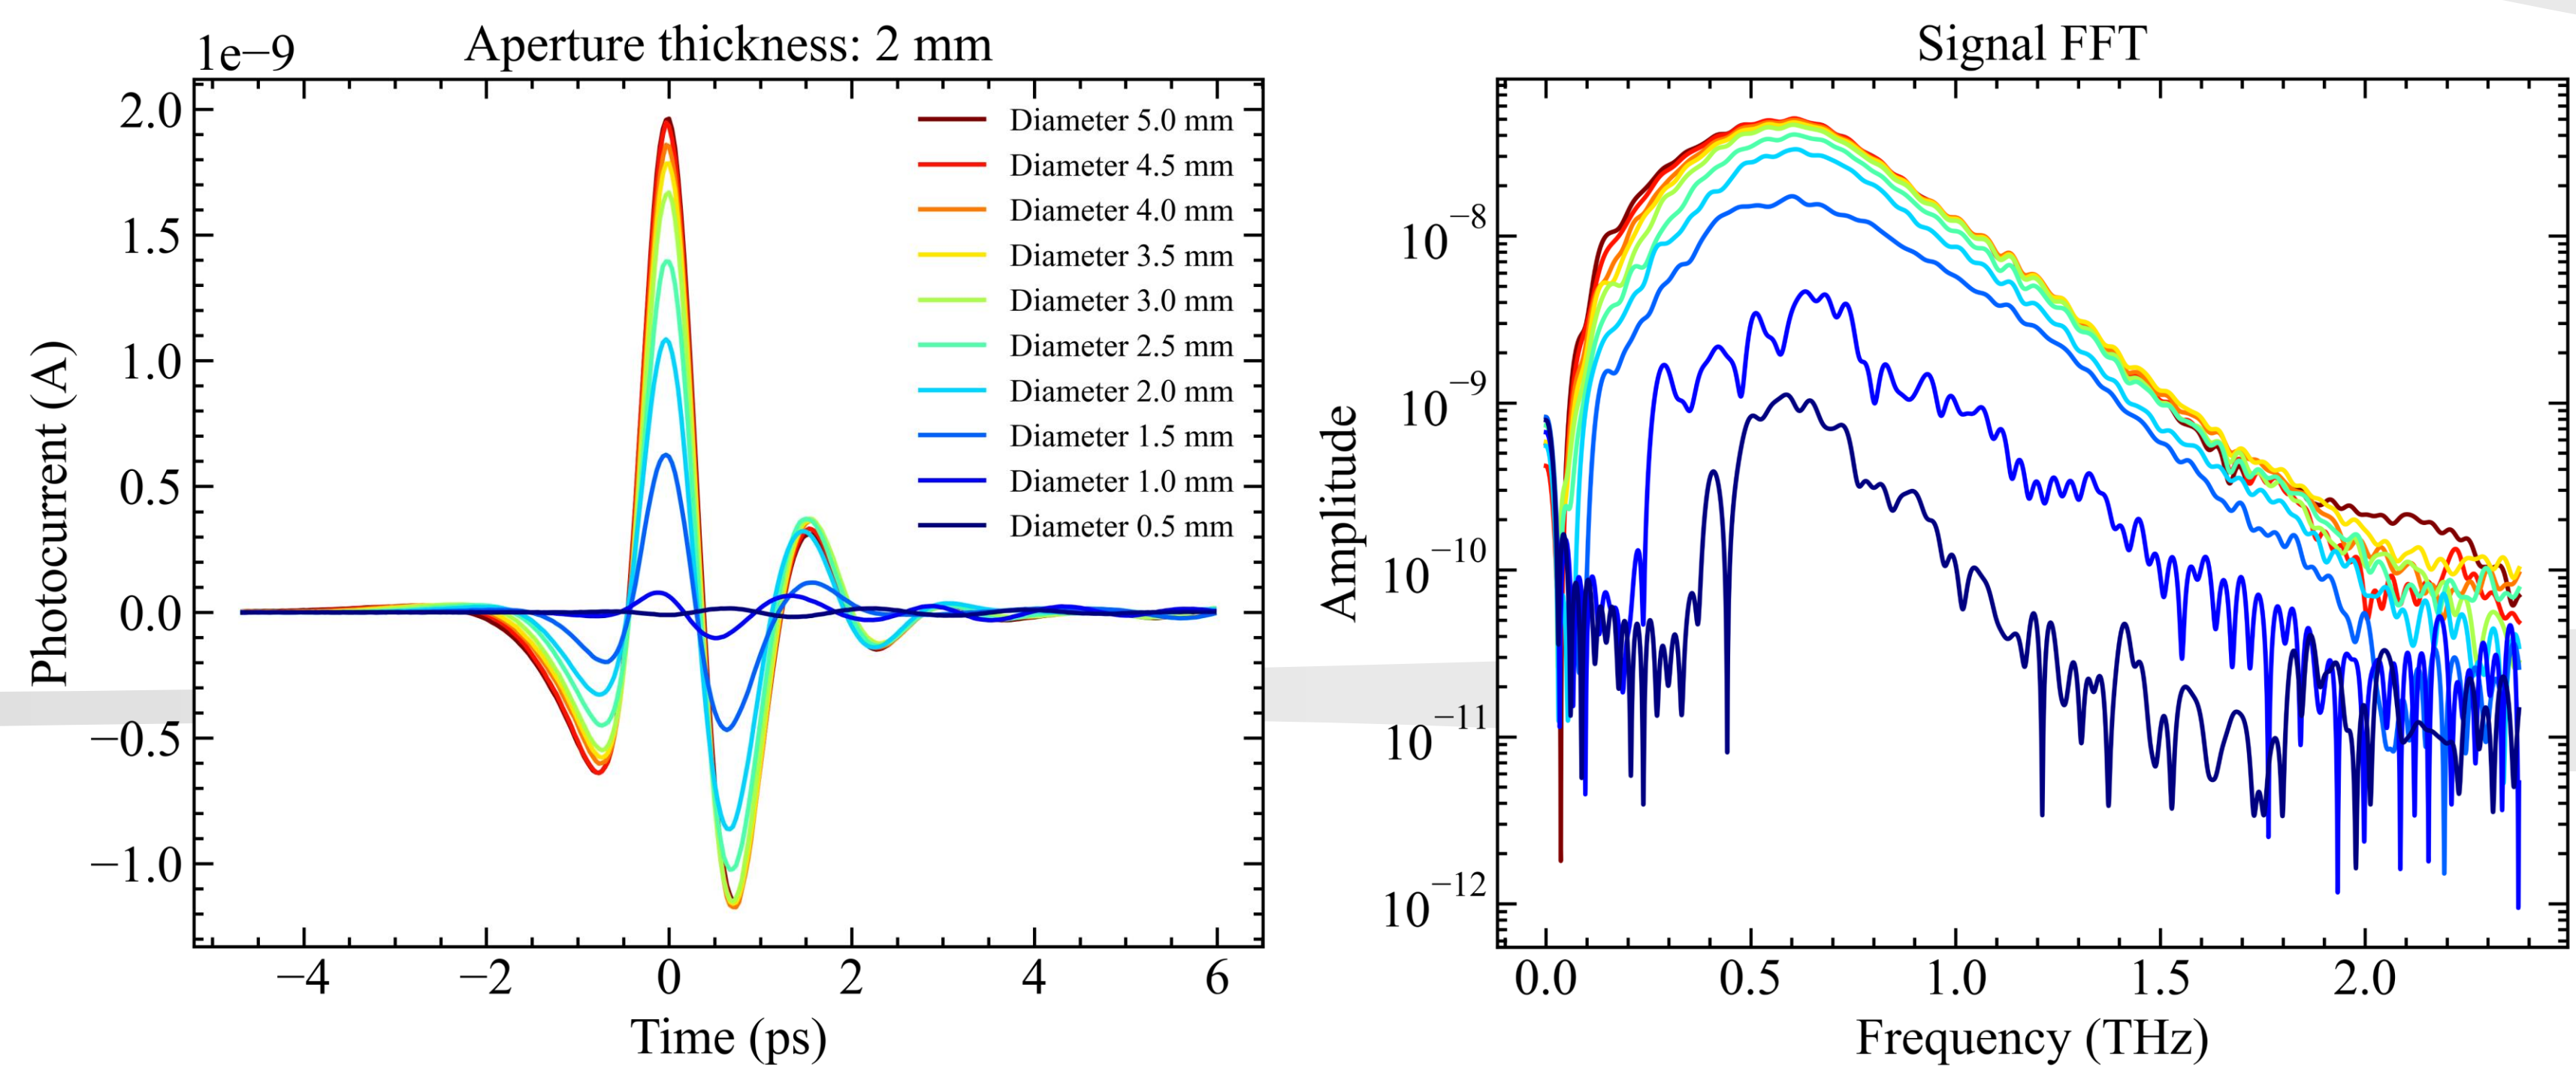 1e−9
Aperture thickness: 2 mm
2.0
1.5
1.0
0.5
0.0
−0.5
−1.0
Photocurrent (A)
Diameter 5.0 mm
Diameter 4.5 mm
Diameter 4.0 mm
Diameter 3.5 mm
Diameter 3.0 mm
Diameter 2.5 mm
Diameter 2.0 mm
Diameter 1.5 mm
Diameter 1.0 mm
Diameter 0.5 mm
−4 −2 0 2 4 6
Time (ps)
Signal FFT
10⁻⁸
10⁻⁹
10⁻¹⁰
10⁻¹¹
10⁻¹²
Amplitude
0.0 0.5 1.0 1.5 2.0
Frequency (THz)